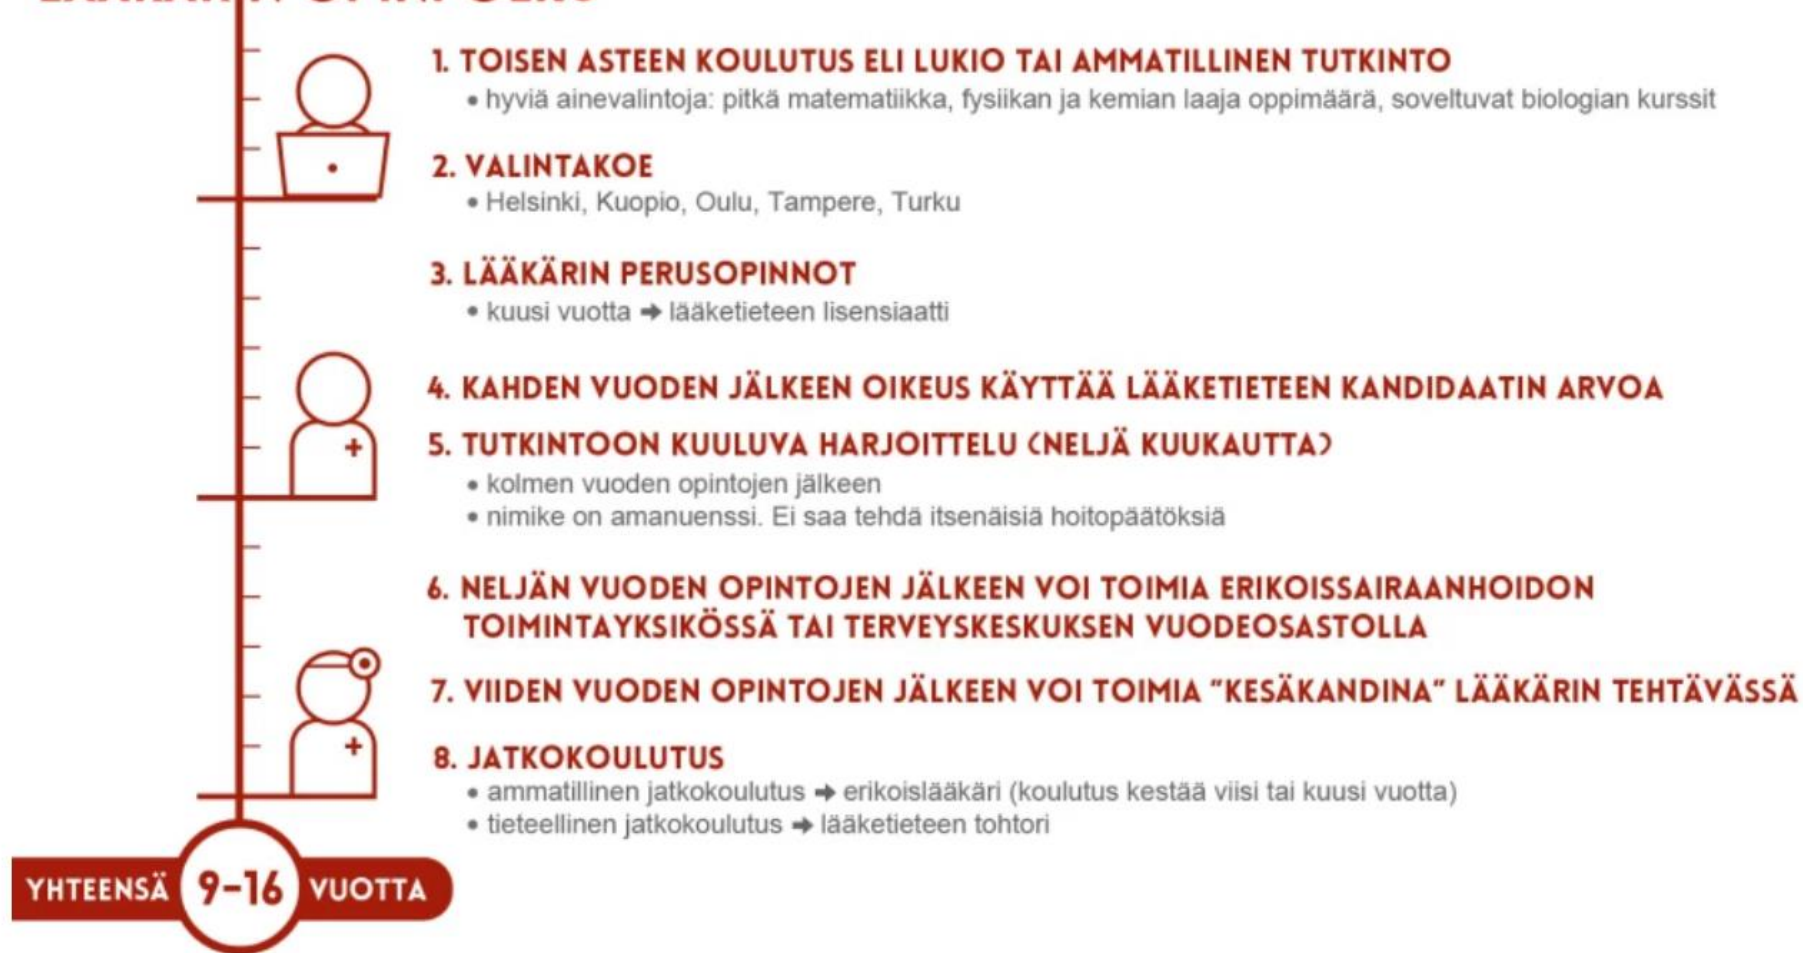 1. TOISEN ASTEEN KOULUTUS ELI LUKIO TAI AMMATILLINEN TUTKINTO
• hyviä ainevalintoja: pitkä matematiikka, fysiikan ja kemian laaja oppimäärä, soveltuvat biologian kurssit
2. VALINTAKOE
• Helsinki, Kuopio, Oulu, Tampere, Turku
3. LÄÄKÄRIN PERUSOPINNOT
• kuusi vuotta ➔ lääketieteen lisensiaatti
4. KAHDEN VUODEN JÄLKEEN OIKEUS KÄYTTÄÄ LÄÄKETIETEEN KANDIDAATIN ARVOA
5. TUTKINTOON KUULUVA HARJOITTELU (NELJÄ KUUKAUTTA)
• kolmen vuoden opintojen jälkeen
• nimike on amanuenssi. Ei saa tehdä itsenäisiä hoitopäätöksiä
6. NELJÄN VUODEN OPINTOJEN JÄLKEEN VOI TOIMIA ERIKOISSAIRAANHOIDON
TOIMINTAYKSIKÖSSÄ TAI TERVEYSKESKUKSEN VUODEOSASTOLLA
7. VIIDEN VUODEN OPINTOJEN JÄLKEEN VOI TOIMIA "KESÄKANDINA" LÄÄKÄRIN TEHTÄVÄSSÄ
8. JATKOKOULUTUS
• ammatillinen jatkokoulutus ➔ erikoislääkäri (koulutus kestää viisi tai kuusi vuotta)
• tieteellinen jatkokoulutus ➔ lääketieteen tohtori
YHTEENSÄ 9-16 VUOTTA